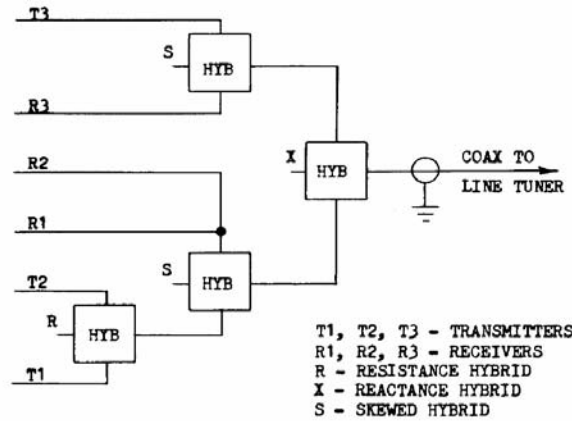 T3
S
HYB
R3
R2
X
HYB
COAX TO
LINE TUNER
R1
S
HYB
T2
R
HYB
T1
T1, T2, T3 - TRANSMITTERS
R1, R2, R3 - RECEIVERS
R - RESISTANCE HYBRID
X - REACTANCE HYBRID
S - SKEWED HYBRID